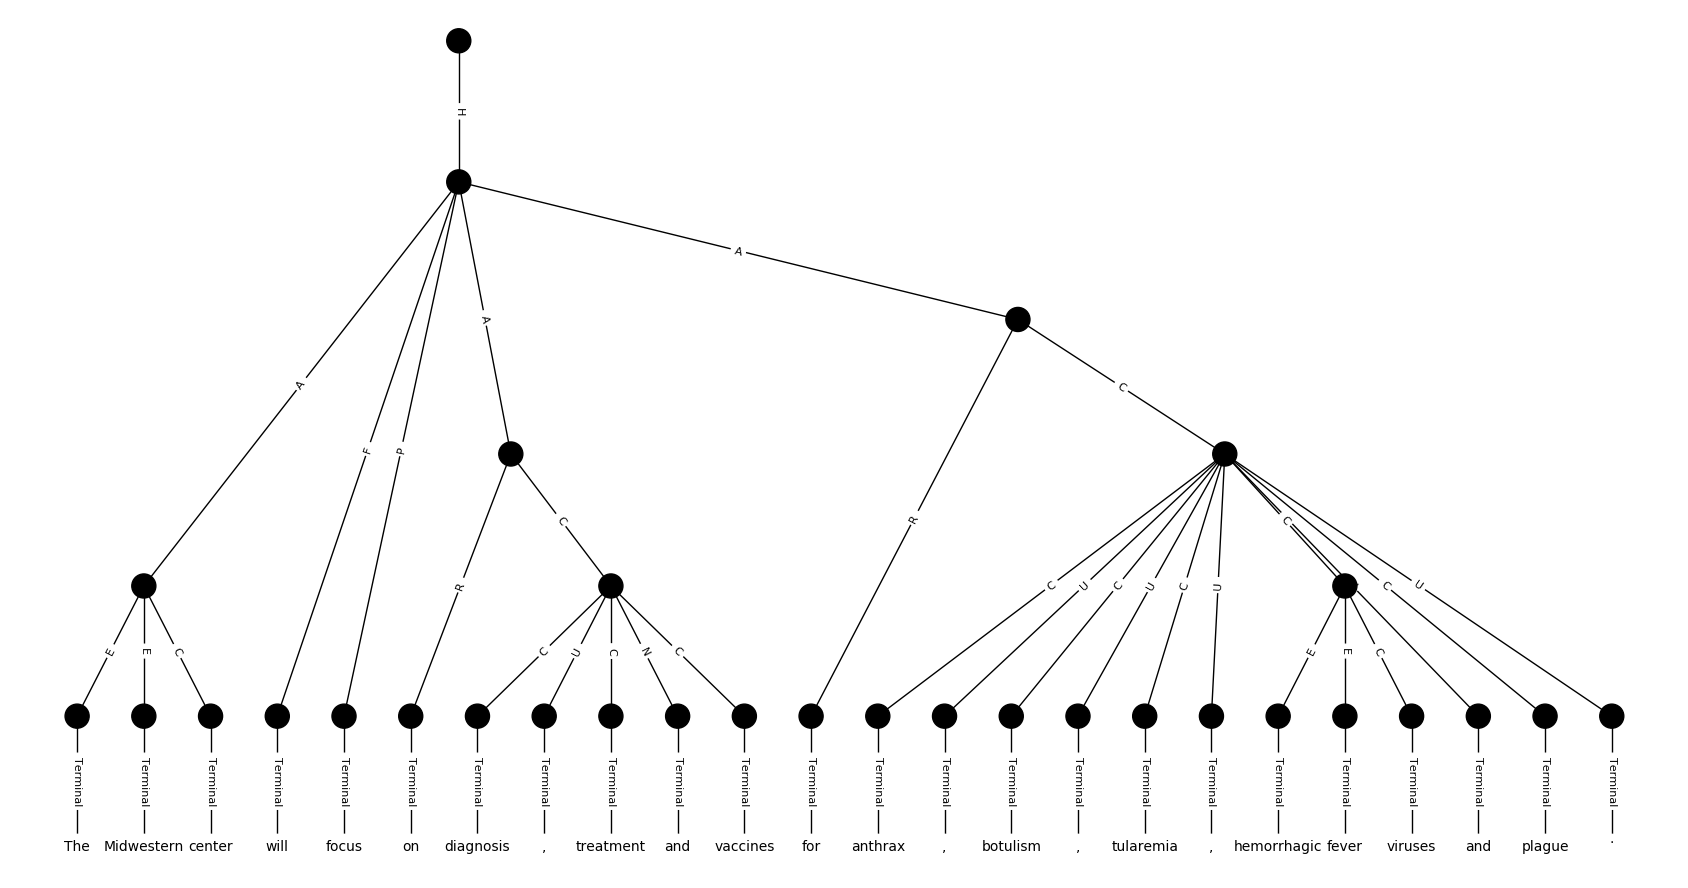 H
A
A
C
A
F
P
R
C
R
C
U
C
U
C
U
C
U
E
E
C
C
U
C
N
C
E
E
C
Terminal Terminal Terminal Terminal Terminal Terminal Terminal Terminal Terminal Terminal Terminal Terminal Terminal Terminal Terminal Terminal Terminal Terminal Terminal Terminal Terminal Terminal Terminal Terminal
The Midwestern center will focus on diagnosis , treatment and vaccines for anthrax , botulism , tularemia , hemorrhagic fever viruses and plague .